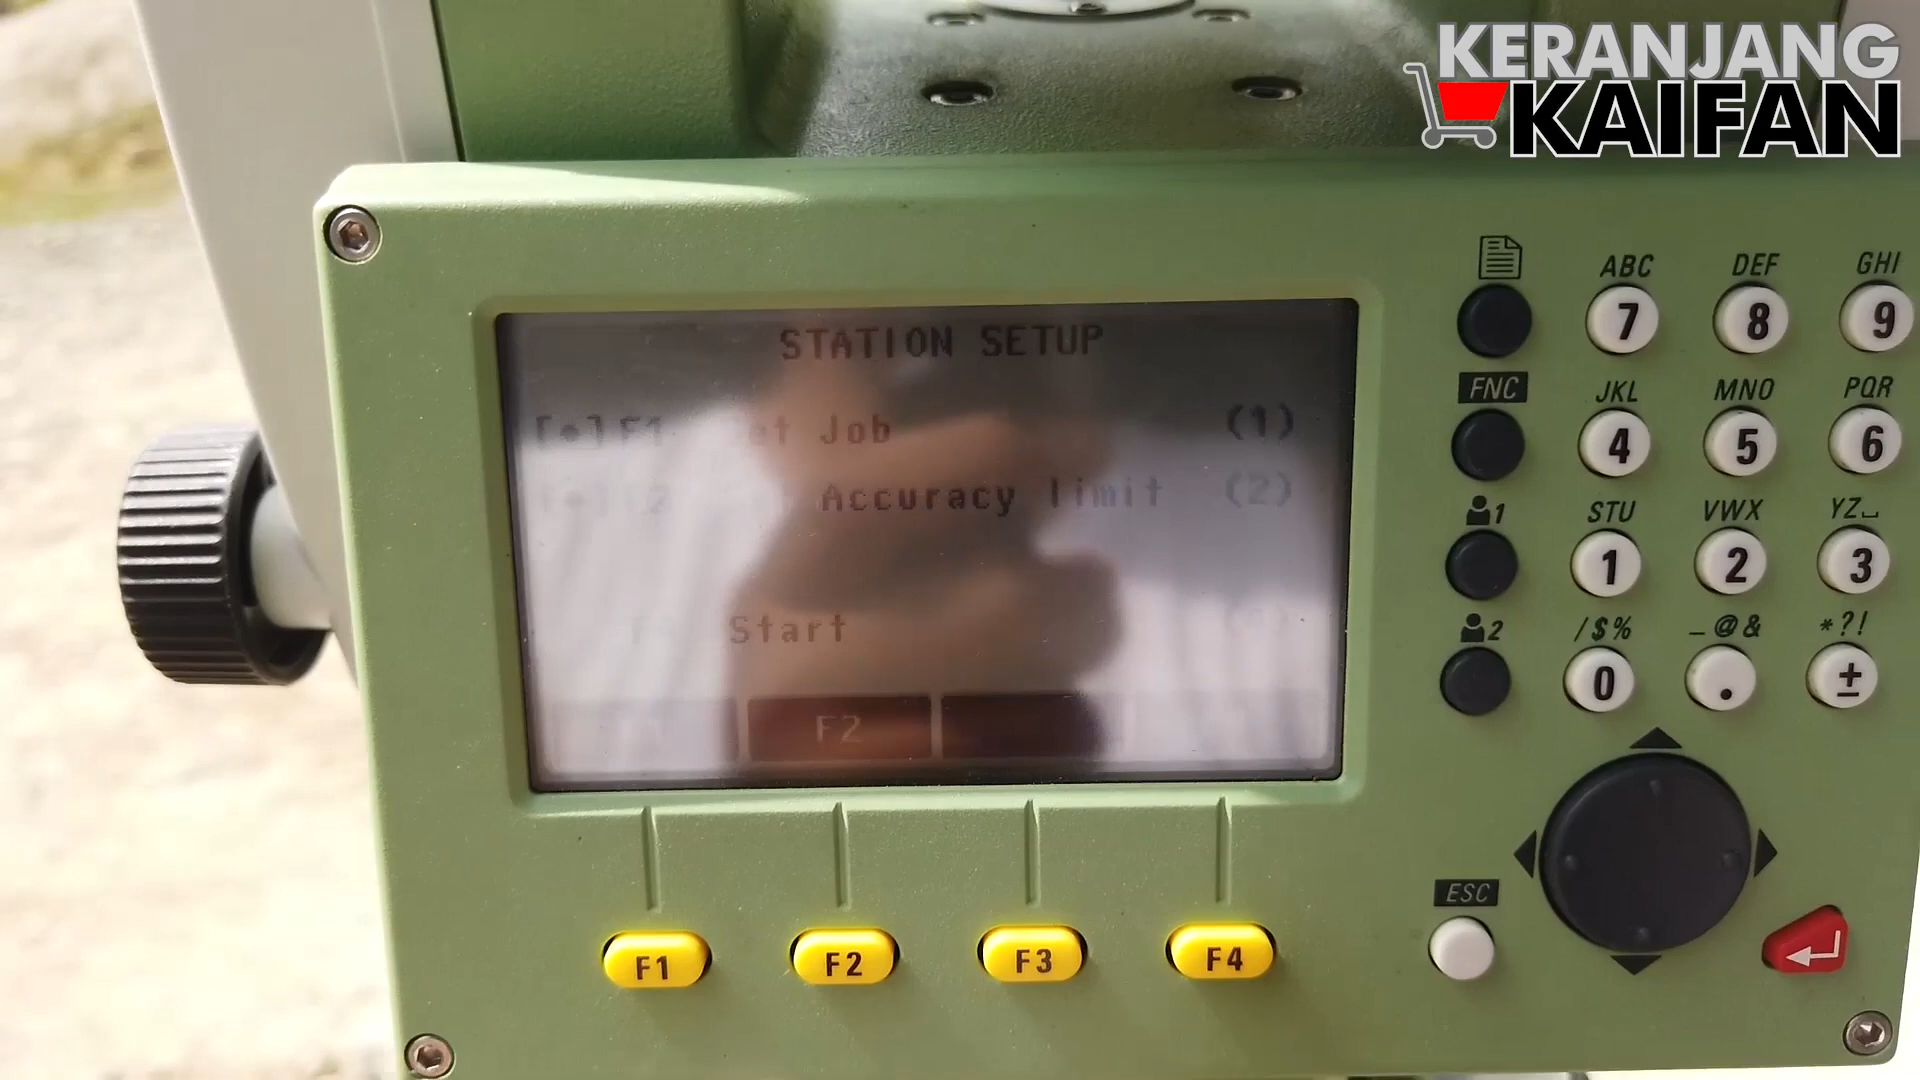 KERANJANG
KAIFAN
STATION SETUP
[•] F1 et Job (1)
[•] Accuracy limit (2)
Start
F2
ABC DEF GHI
7 8 9
FNC JKL MNO PQR
4 5 6
1 STU VWX YZ⎵
1 2 3
2 /$% _@& *?!
0 . ±
ESC
F1 F2 F3 F4